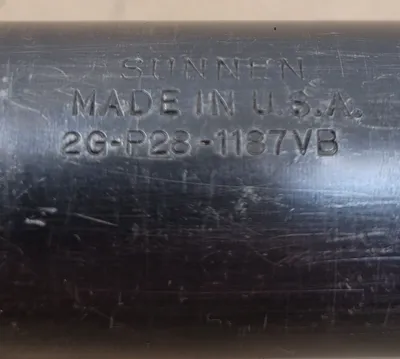 SUNNEN
MADE IN U.S.A.
2G-P28-1187VB